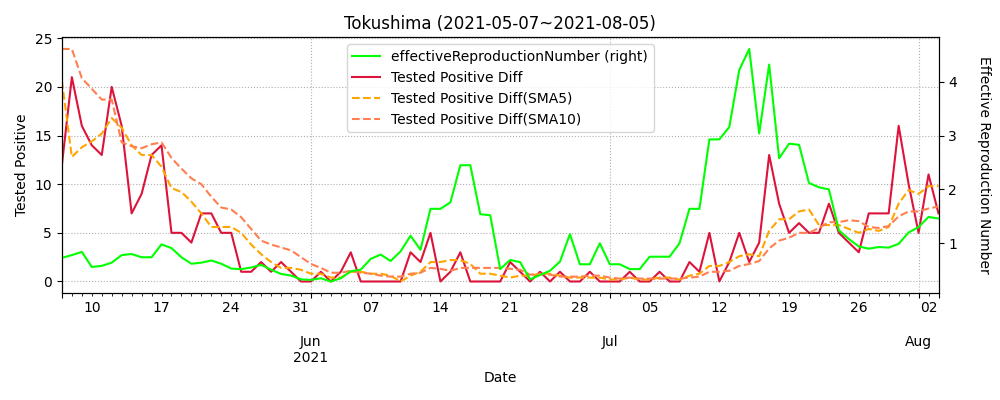 Tokushima (2021-05-07~2021-08-05)
effectiveReproductionNumber (right)
Tested Positive Diff
Tested Positive Diff(SMA5)
Tested Positive Diff(SMA10)
Tested Positive
25
20
15
10
5
0
Effective Reproduction Number
4
3
2
1
10 17 24 31 07 14 21 28 05 12 19 26 02
Jun Jul Aug
2021
Date